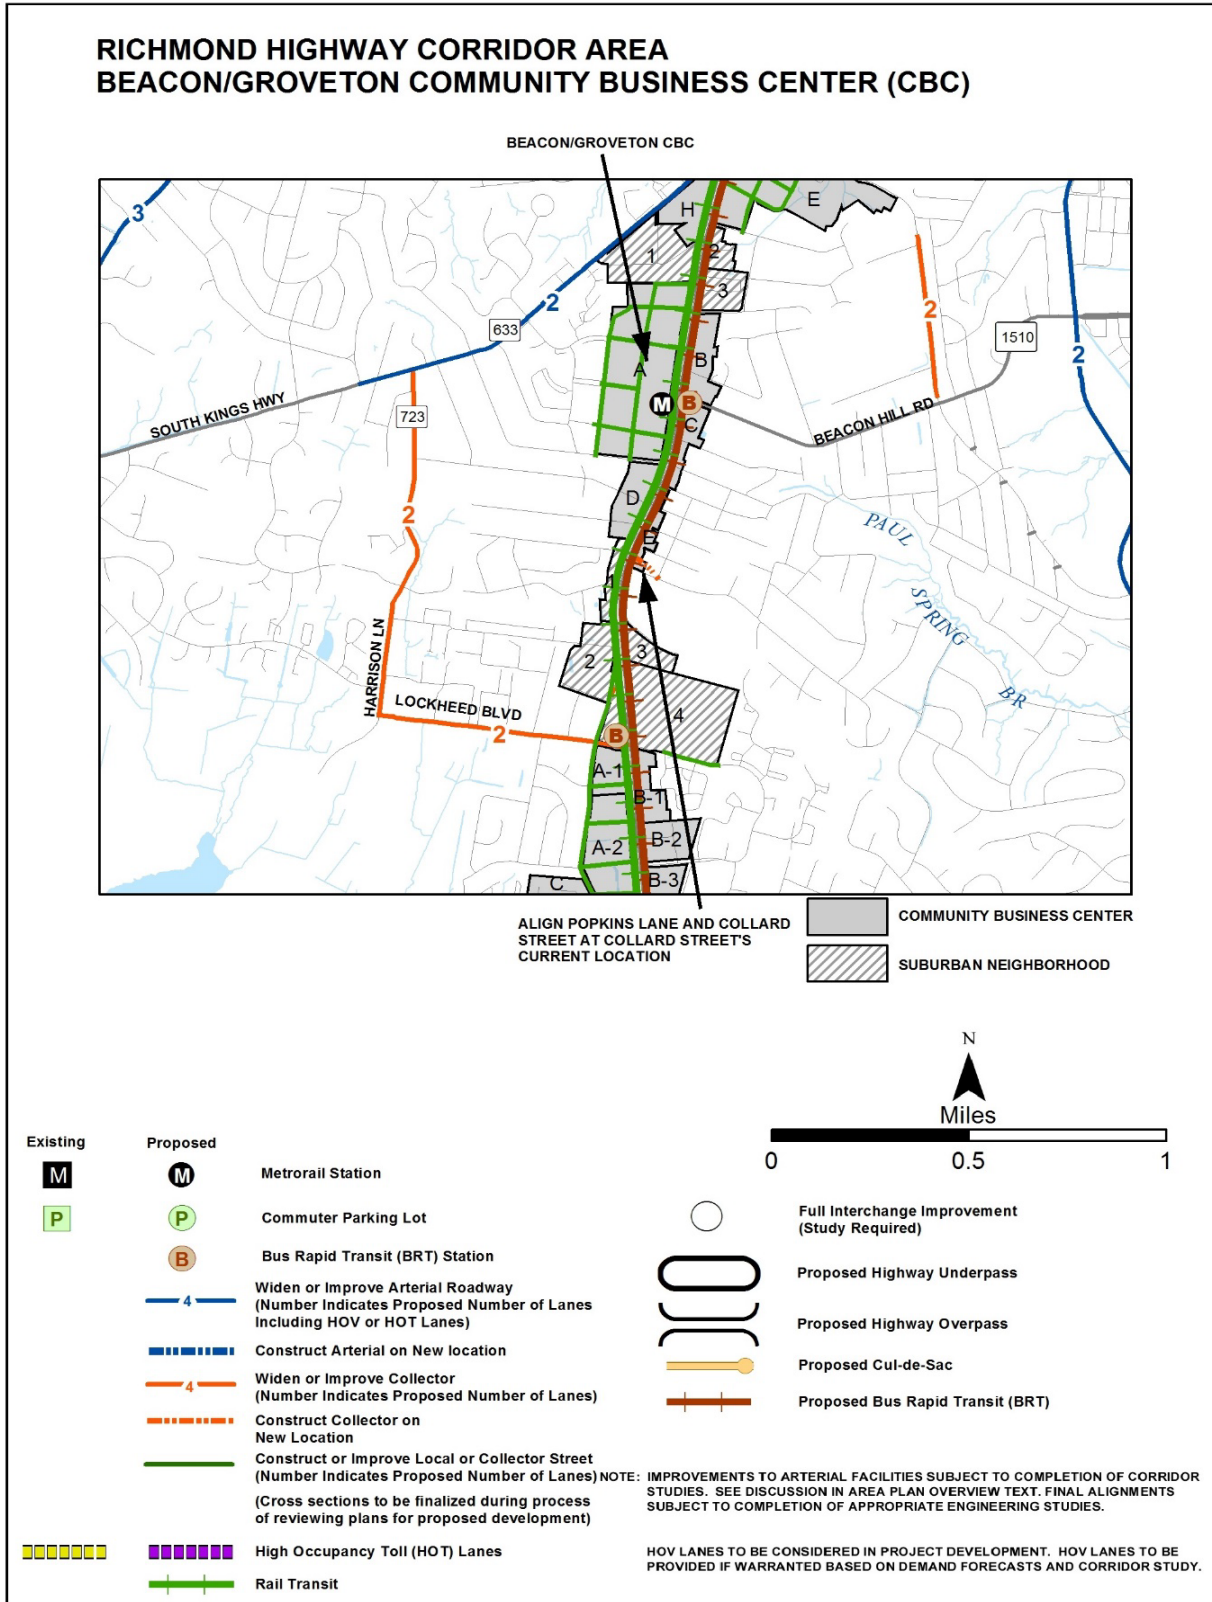 RICHMOND HIGHWAY CORRIDOR AREA
BEACON/GROVETON COMMUNITY BUSINESS CENTER (CBC)
BEACON/GROVETON CBC
3
H
E
1
2
3
2
2
633
1510
2
A
B
SOUTH KINGS HWY
723
M
B
C
BEACON HILL RD
D
2
PAUL
E
1
SPRING
HARRISON LN
2
3
BR
LOCKHEED BLVD
4
2
B
A-1
B-1
A-2
B-2
C
B-3
ALIGN POPKINS LANE AND COLLARD
STREET AT COLLARD STREET'S
CURRENT LOCATION
COMMUNITY BUSINESS CENTER
SUBURBAN NEIGHBORHOOD
N
Miles
0
0.5
1
Existing
Proposed
M
M
Metrorail Station
P
P
Commuter Parking Lot
B
Bus Rapid Transit (BRT) Station
4
Widen or Improve Arterial Roadway
(Number Indicates Proposed Number of Lanes
Including HOV or HOT Lanes)
Construct Arterial on New location
4
Widen or Improve Collector
(Number Indicates Proposed Number of Lanes)
Construct Collector on
New Location
Construct or Improve Local or Collector Street
(Number Indicates Proposed Number of Lanes)
(Cross sections to be finalized during process
of reviewing plans for proposed development)
High Occupancy Toll (HOT) Lanes
Rail Transit
Full Interchange Improvement
(Study Required)
Proposed Highway Underpass
Proposed Highway Overpass
Proposed Cul-de-Sac
Proposed Bus Rapid Transit (BRT)
NOTE: IMPROVEMENTS TO ARTERIAL FACILITIES SUBJECT TO COMPLETION OF CORRIDOR
STUDIES. SEE DISCUSSION IN AREA PLAN OVERVIEW TEXT. FINAL ALIGNMENTS
SUBJECT TO COMPLETION OF APPROPRIATE ENGINEERING STUDIES.
HOV LANES TO BE CONSIDERED IN PROJECT DEVELOPMENT. HOV LANES TO BE
PROVIDED IF WARRANTED BASED ON DEMAND FORECASTS AND CORRIDOR STUDY.